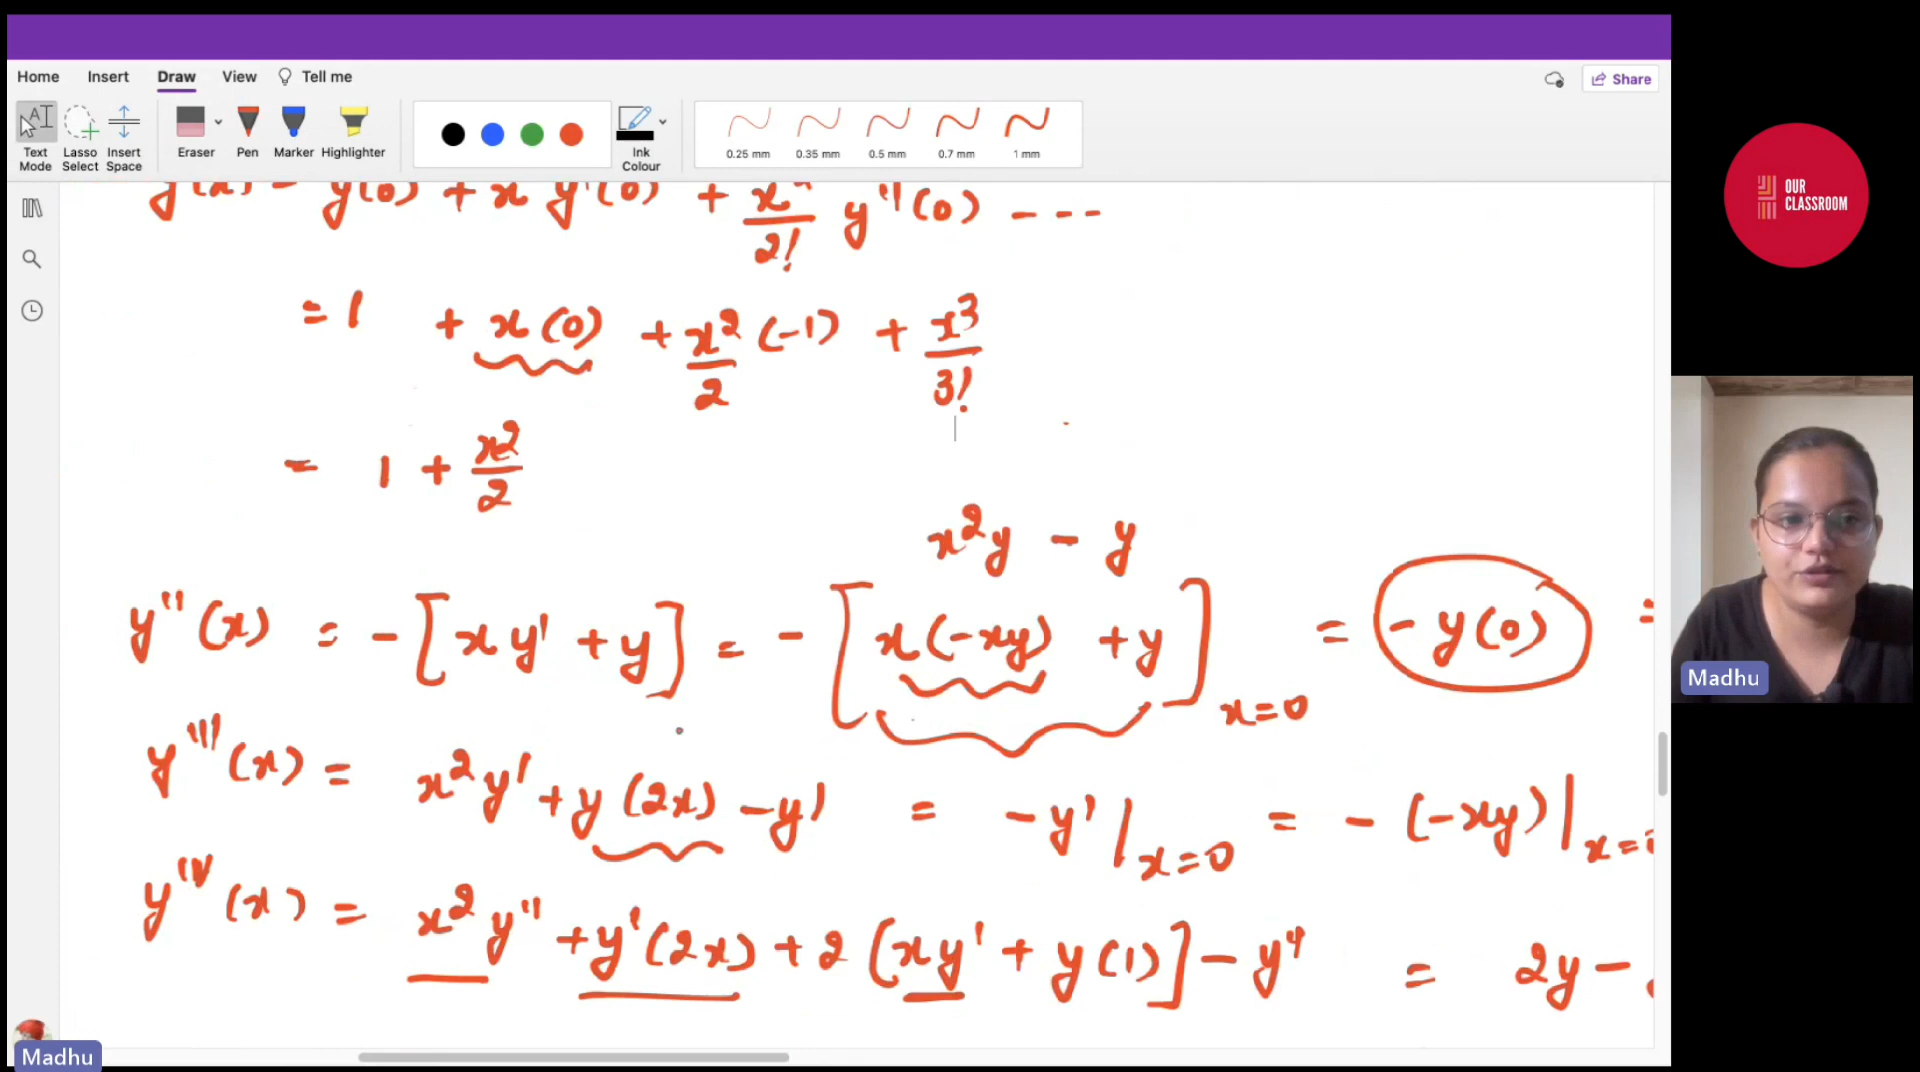 Home Insert Draw View Tell me
Share
Text Mode Lasso Select Insert Space Eraser Pen Marker Highlighter Ink Colour 0.25 mm 0.35 mm 0.5 mm 0.7 mm 1 mm
OUR CLASSROOM
y(x) = y(0) + x y'(0) + x²/2! y''(0) ----
= 1 + x(0) + x²/2 (-1) + x³/3!
= 1 + x²/2
x²y - y
y''(x) = -[xy' + y] = -[x(-xy) + y]x=0 = -y(0) =
y'''(x) = x²y' + y(2x) - y' = -y'|x=0 = -(-xy)|x=0
y'ⁱᵛ(x) = x²y'' + y'(2x) + 2[xy' + y(1)] - y'' = 2y -
Madhu
Madhu